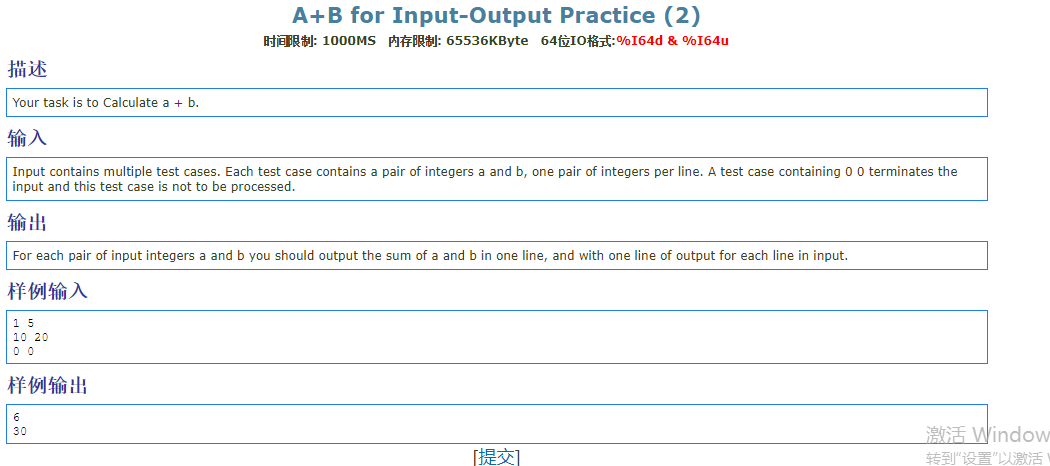 A+B for Input-Output Practice (2)
时间限制: 1000MS 内存限制: 65536KByte 64位IO格式:%I64d & %I64u
描述
Your task is to Calculate a + b.
输入
Input contains multiple test cases. Each test case contains a pair of integers a and b, one pair of integers per line. A test case containing 0 0 terminates the
input and this test case is not to be processed.
输出
For each pair of input integers a and b you should output the sum of a and b in one line, and with one line of output for each line in input.
样例输入
1 5
10 20
0 0
样例输出
6
30
激活 Window
转到“设置”以激活 W
[提交]